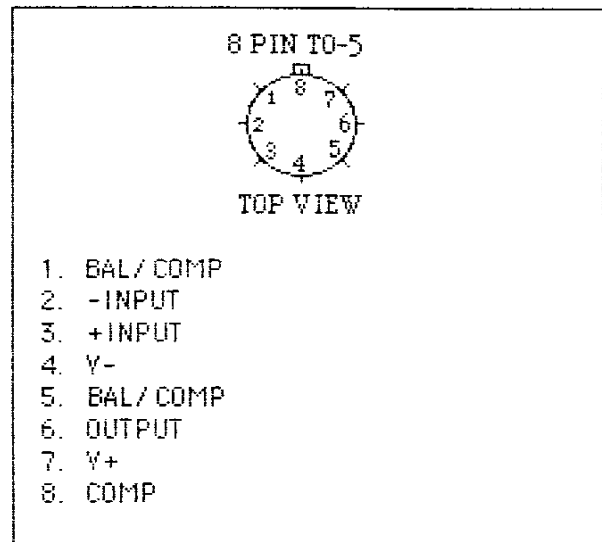 8 PIN TO-5
8
1 7
2 6
3 5
4
TOP VIEW
1. BAL/COMP
2. -INPUT
3. +INPUT
4. V-
5. BAL/COMP
6. OUTPUT
7. V+
8. COMP